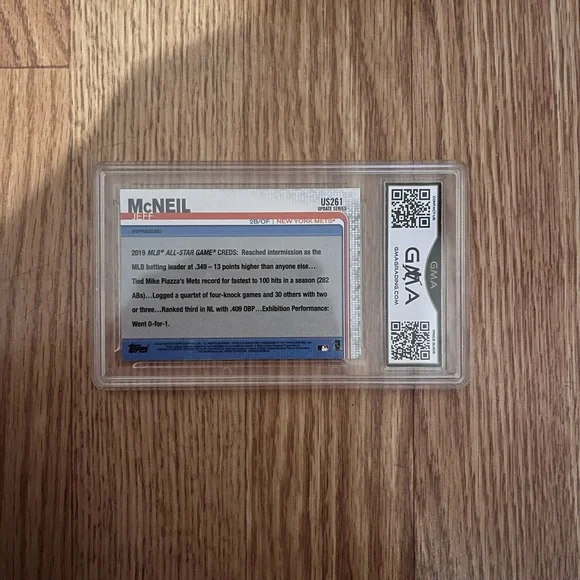 McNEIL
JEFF
US261
UPDATE SERIES
2B/OF | NEW YORK METS®
2019 MLB® ALL-STAR GAME® CREDS: Reached intermission as the
MLB batting leader at .349 – 13 points higher than anyone else…
Tied Mike Piazza's Mets record for fastest to 100 hits in a season (282
ABs)…Logged a quartet of four-knock games and 30 others with two
or three…Ranked third in NL with .409 OBP…Exhibition Performance:
Went 0-for-1.
Topps
GMA
GMA
GMAGRADING.COM